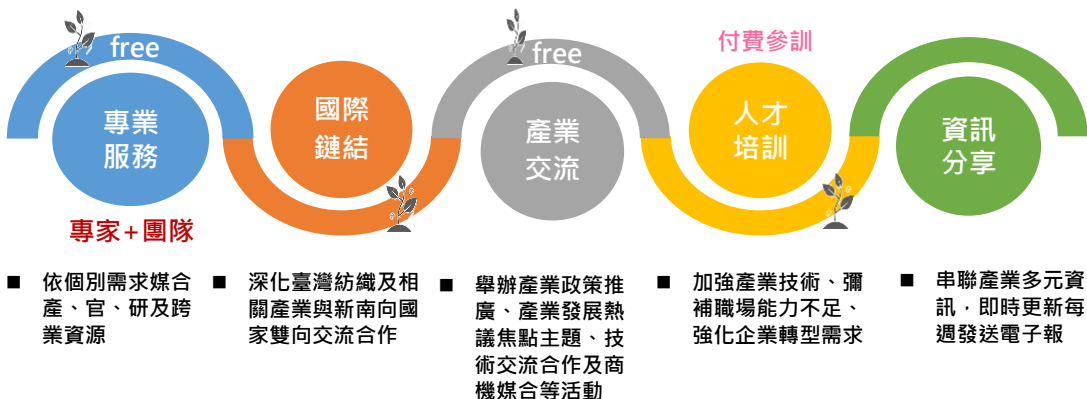 free
專業
服務
專家+團隊
■ 依個別需求媒合
產、官、研及跨
業資源
國際
鏈結
■ 深化臺灣紡織及相
關產業與新南向國
家雙向交流合作
free
產業
交流
■ 舉辦產業政策推
廣、產業發展熱
議焦點主題、技
術交流合作及商
機媒合等活動
付費參訓
人才
培訓
■ 加強產業技術、彌
補職場能力不足、
強化企業轉型需求
資訊
分享
■ 串聯產業多元資
訊，即時更新每
週發送電子報